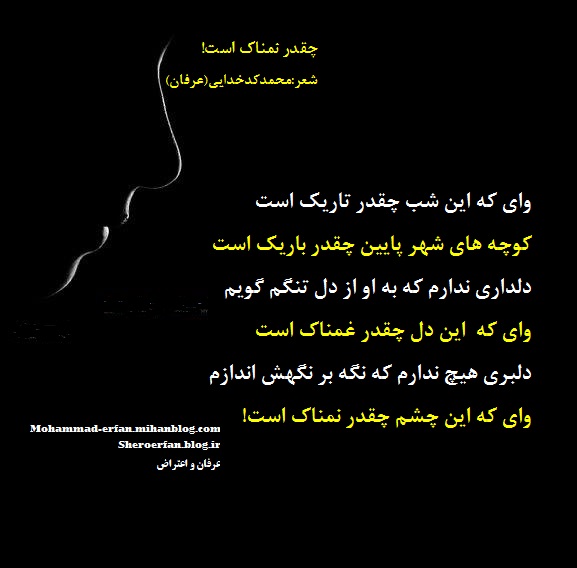 چقدر نمناک است!
شعر:محمدکدخدایی(عرفان)
وای که این شب چقدر تاریک است
کوچه های شهر پایین چقدر باریک است
دلداری ندارم که به او از دل تنگم گویم
وای که این دل چقدر غمناک است
دلبری هیچ ندارم که نگه بر نگهش اندازم
وای که این چشم چقدر نمناک است!
Mohammad-erfan.mihanblog.com
Sheroerfan.blog.ir
عرفان و اعتراض